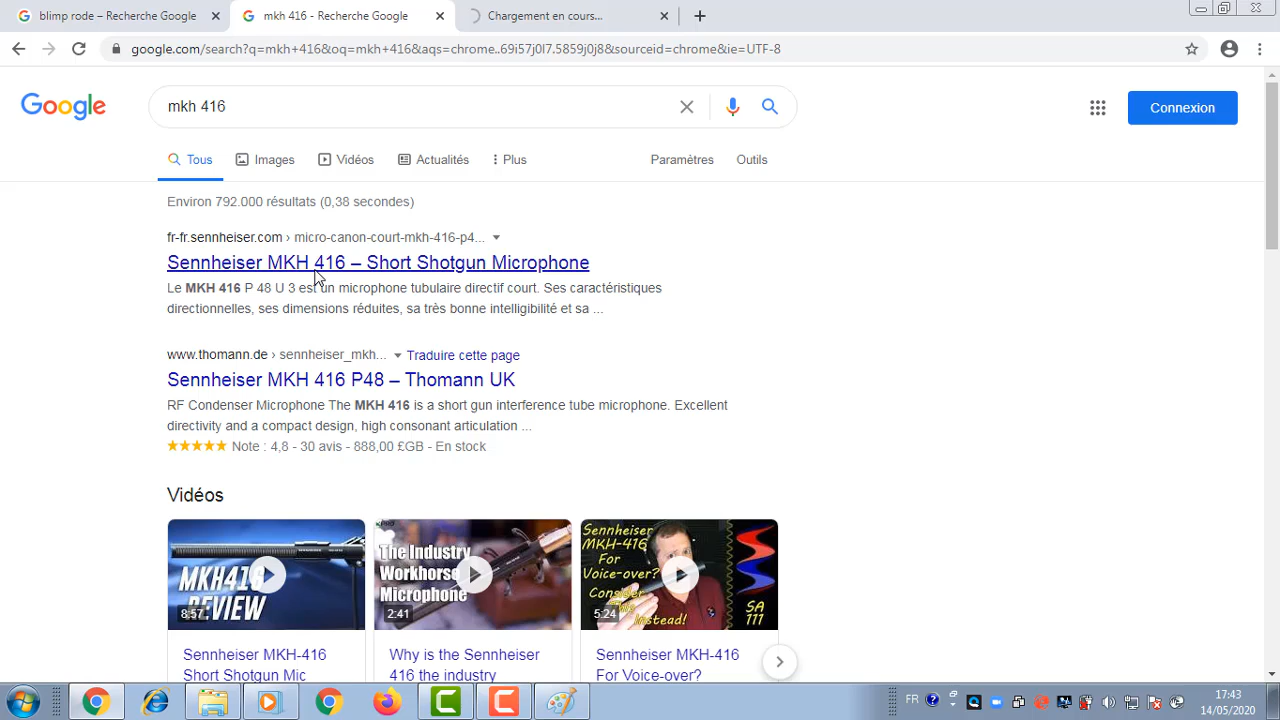 blimp rode – Recherche Google
mkh 416 - Recherche Google
Chargement en cours...
google.com/search?q=mkh+416&oq=mkh+416&aqs=chrome..69i57j0l7.5859j0j8&sourceid=chrome&ie=UTF-8
Google
mkh 416
Connexion
Tous
Images
Vidéos
Actualités
Plus
Paramètres
Outils
Environ 792.000 résultats (0,38 secondes)
fr-fr.sennheiser.com › micro-canon-court-mkh-416-p4...
Sennheiser MKH 416 – Short Shotgun Microphone
Le MKH 416 P 48 U 3 est un microphone tubulaire directif court. Ses caractéristiques
directionnelles, ses dimensions réduites, sa très bonne intelligibilité et sa ...
www.thomann.de › sennheiser_mkh... Traduire cette page
Sennheiser MKH 416 P48 – Thomann UK
RF Condenser Microphone The MKH 416 is a short gun interference tube microphone. Excellent
directivity and a compact design, high consonant articulation ...
Note : 4,8 - 30 avis - 888,00 £GB - En stock
Vidéos
MKH416
REVIEW
8:57
The Industry
Workhorse
Microphone
2:41
Sennheiser
MKH-416
For
Voice-over?
Consider
Instead!
5:24
SA
111
Sennheiser MKH-416
Short Shotgun Mic
Why is the Sennheiser
416 the industry
Sennheiser MKH-416
For Voice-over?
FR
17:43
14/05/2020